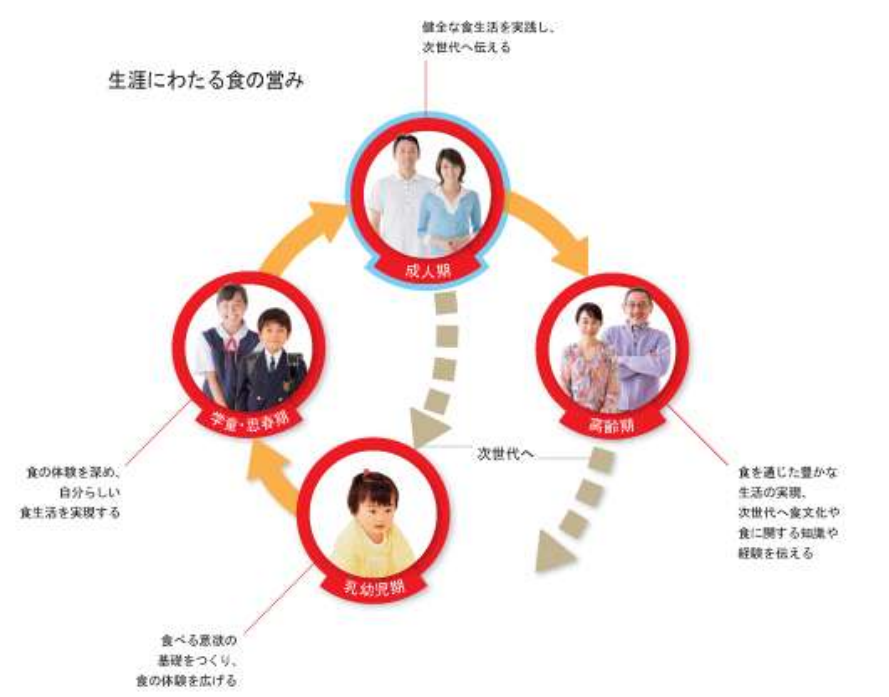 健全な食生活を実践し、
次世代へ伝える
生涯にわたる食の営み
成人期
学童・思春期
高齢期
次世代へ
食の体験を深め、
自分らしい
食生活を実現する
食を通じた豊かな
生活の実現、
次世代へ食文化や
食に関する知識や
経験を伝える
乳幼児期
食べる意欲の
基礎をつくり、
食の体験を広げる